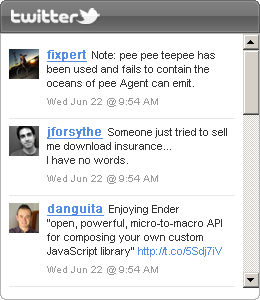 twitter
fixpert Note: pee pee teepee has
been used and fails to contain the
oceans of pee Agent can emit.
Wed Jun 22 @ 9:54 AM
jforsythe Someone just tried to sell
me download insurance...
I have no words.
Wed Jun 22 @ 9:54 AM
danguita Enjoying Ender
"open, powerful, micro-to-macro API
for composing your own custom
JavaScript library" http://t.co/5Sdj7iV
Wed Jun 22 @ 9:54 AM